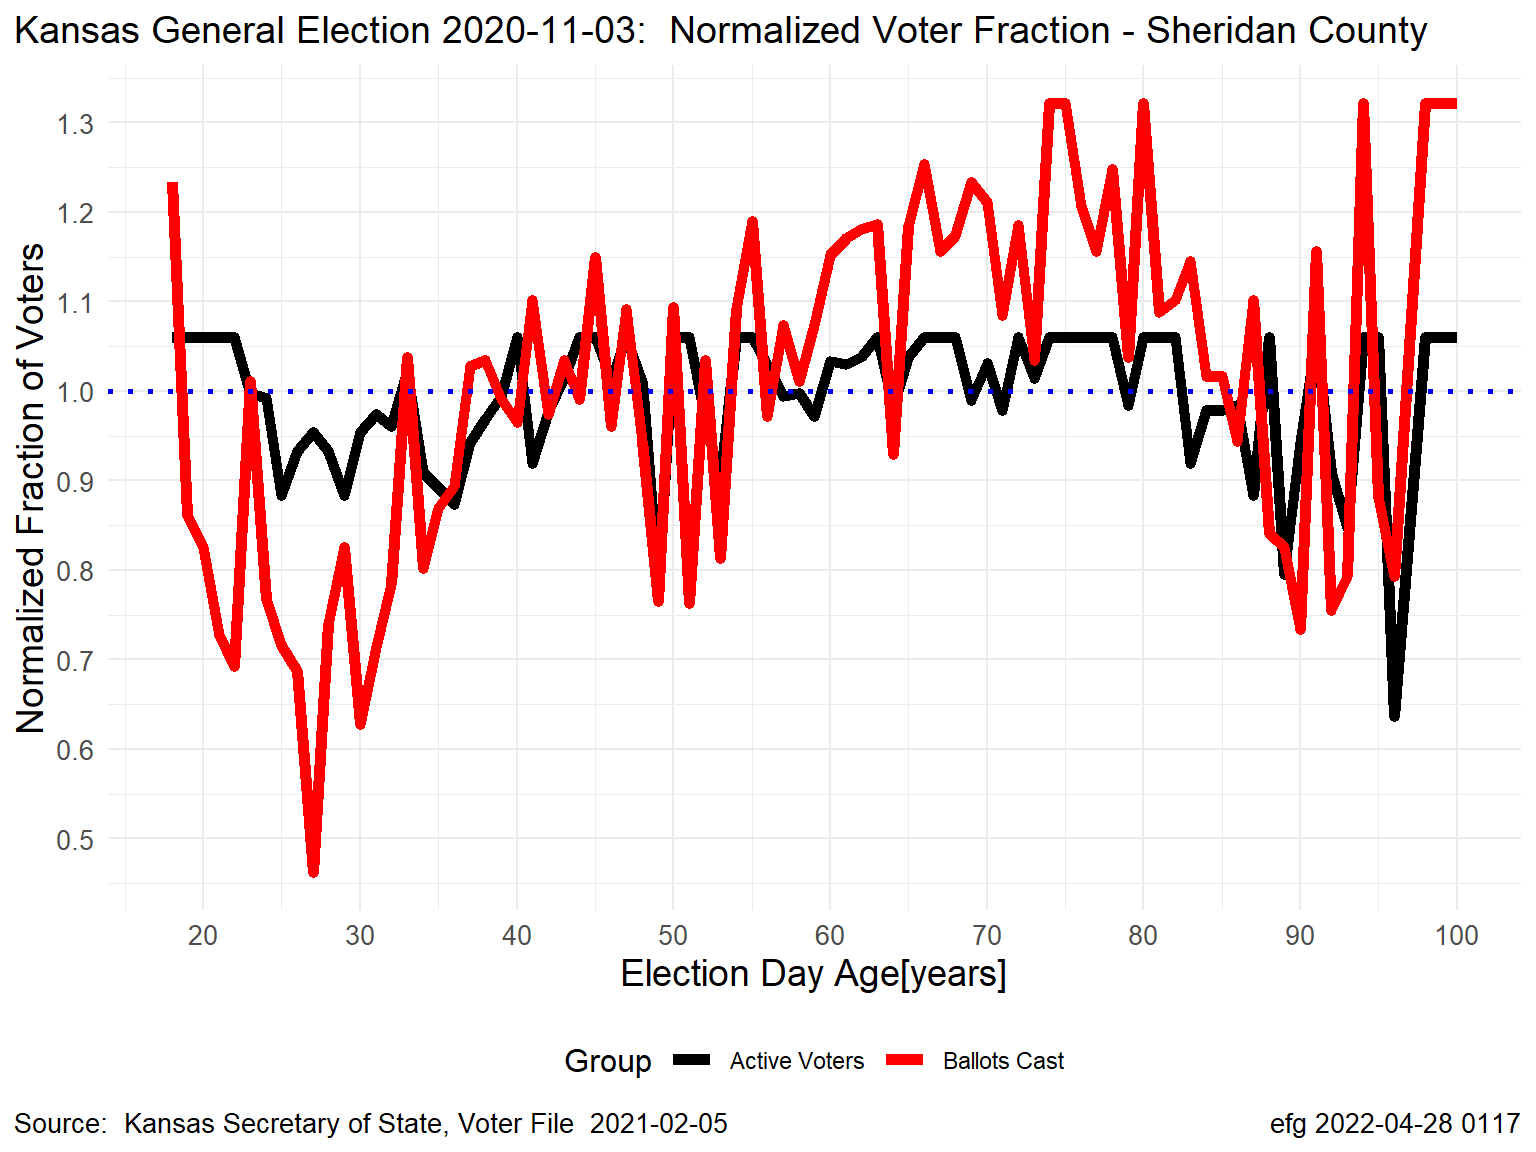 Kansas General Election 2020-11-03:  Normalized Voter Fraction - Sheridan County
Normalized Fraction of Voters
1.3
1.2
1.1
1.0
0.9
0.8
0.7
0.6
0.5
20 30 40 50 60 70 80 90 100
Election Day Age[years]
Group Active Voters Ballots Cast
Source:  Kansas Secretary of State, Voter File  2021-02-05
efg 2022-04-28 0117